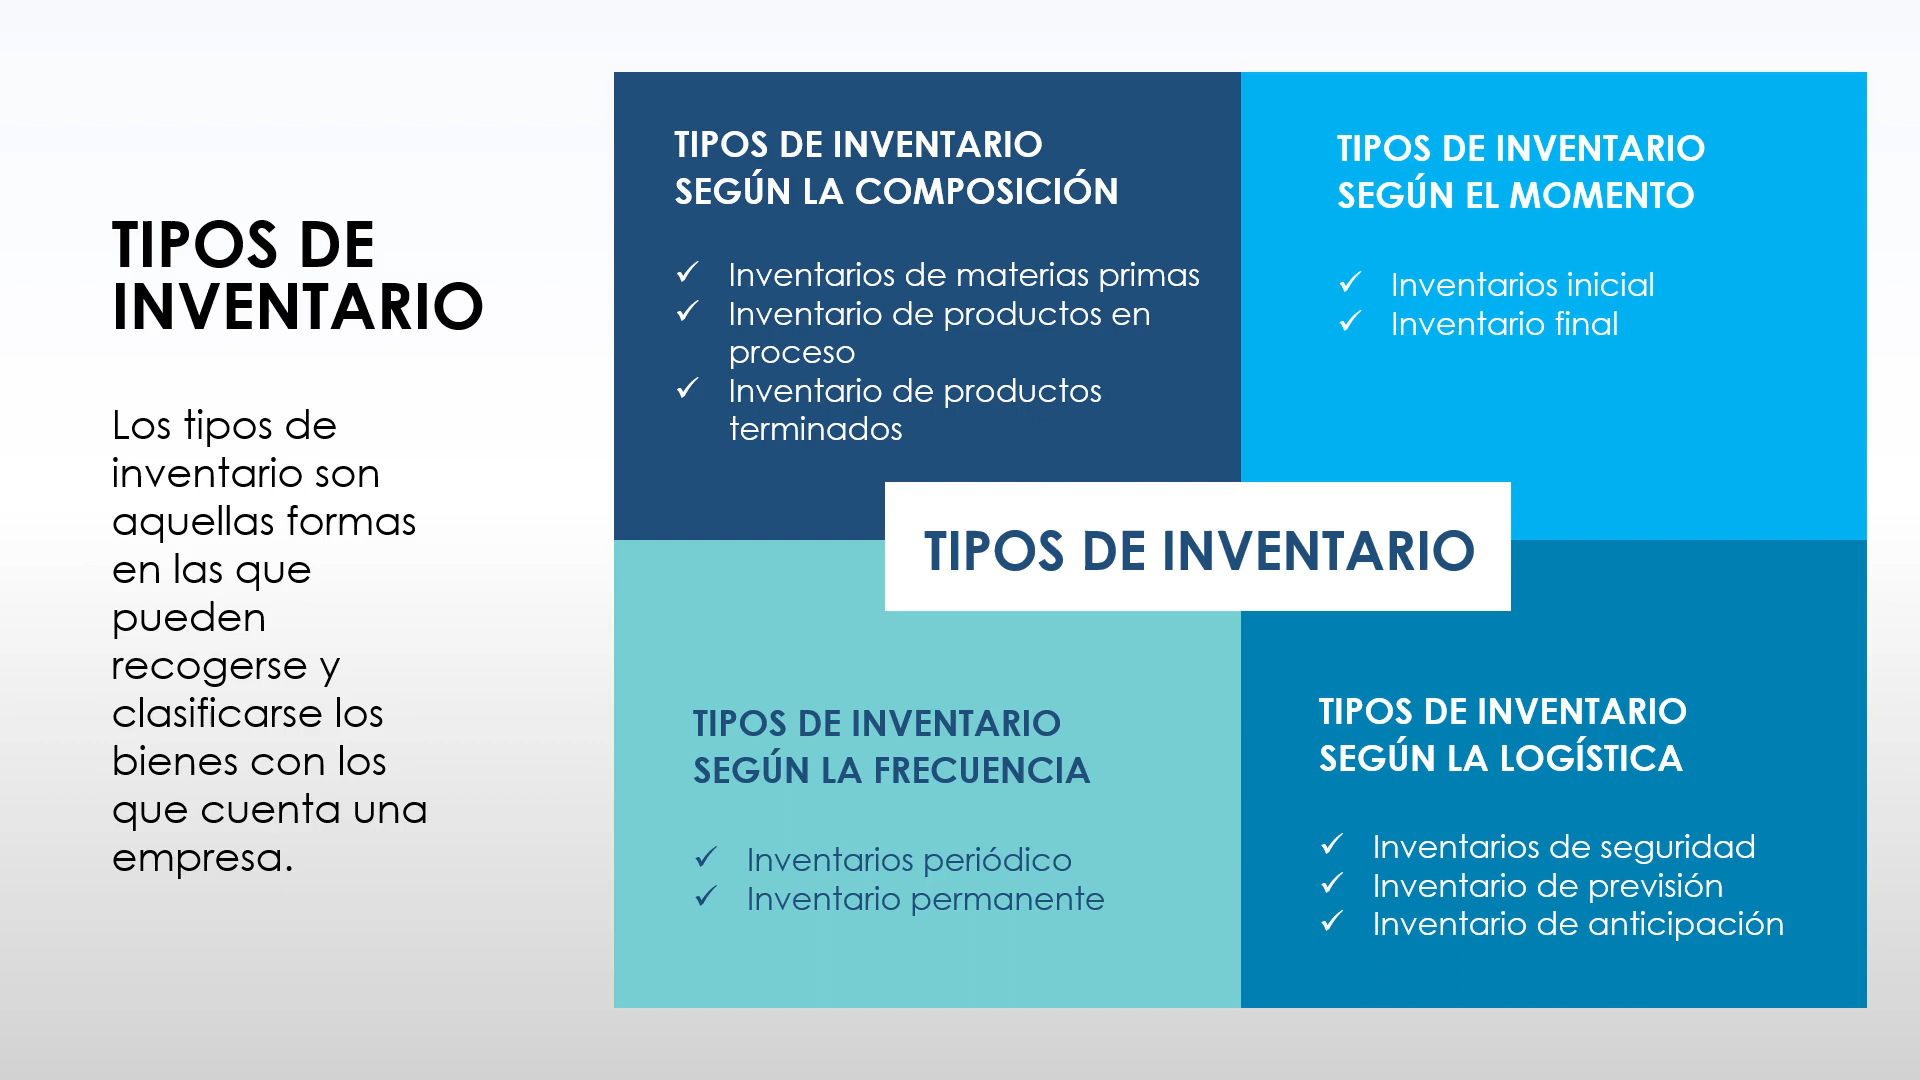 TIPOS DE
INVENTARIO
Los tipos de
inventario son
aquellas formas
en las que
pueden
recogerse y
clasificarse los
bienes con los
que cuenta una
empresa.
TIPOS DE INVENTARIO
SEGÚN LA COMPOSICIÓN
✓ Inventarios de materias primas
✓ Inventario de productos en
proceso
✓ Inventario de productos
terminados
TIPOS DE INVENTARIO
SEGÚN EL MOMENTO
✓ Inventarios inicial
✓ Inventario final
TIPOS DE INVENTARIO
TIPOS DE INVENTARIO
SEGÚN LA FRECUENCIA
✓ Inventarios periódico
✓ Inventario permanente
TIPOS DE INVENTARIO
SEGÚN LA LOGÍSTICA
✓ Inventarios de seguridad
✓ Inventario de previsión
✓ Inventario de anticipación